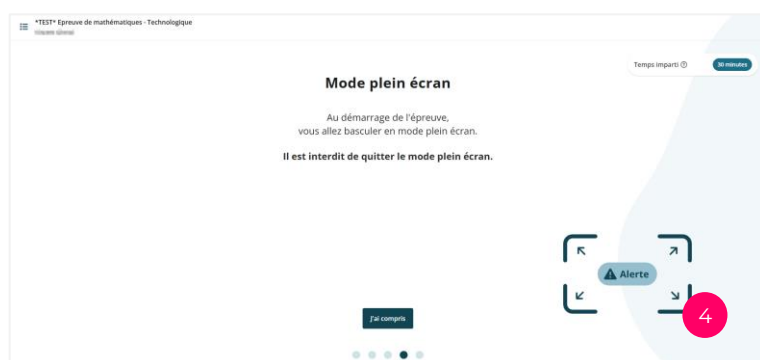 *TEST* Epreuve de mathématiques - Technologique
Temps imparti ?
30 minutes
Mode plein écran
Au démarrage de l'épreuve,
vous allez basculer en mode plein écran.
Il est interdit de quitter le mode plein écran.
Alerte
J'ai compris
4